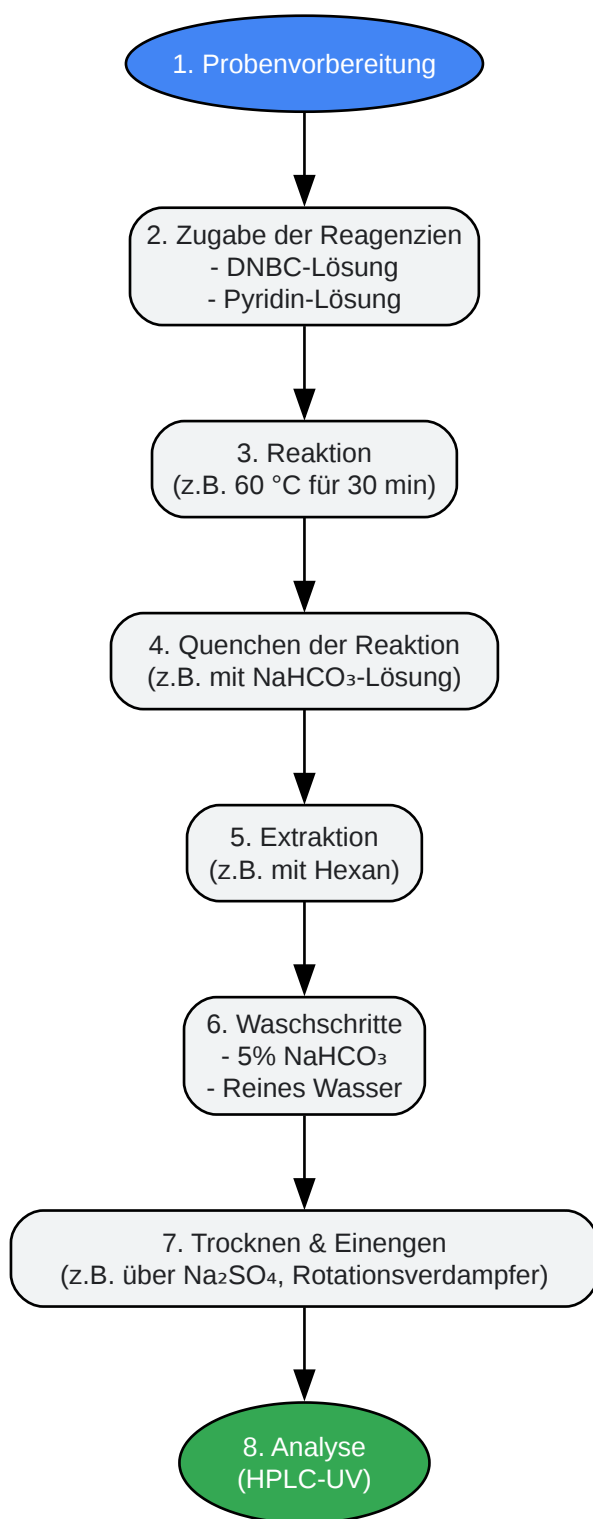 1. Probenvorbereitung
2. Zugabe der Reagenzien
- DNBC-Lösung
- Pyridin-Lösung
3. Reaktion
(z.B. 60 °C für 30 min)
4. Quenchen der Reaktion
(z.B. mit NaHCO₃-Lösung)
5. Extraktion
(z.B. mit Hexan)
6. Waschschritte
- 5% NaHCO₃
- Reines Wasser
7. Trocknen & Einengen
(z.B. über Na₂SO₄, Rotationsverdampfer)
8. Analyse
(HPLC-UV)